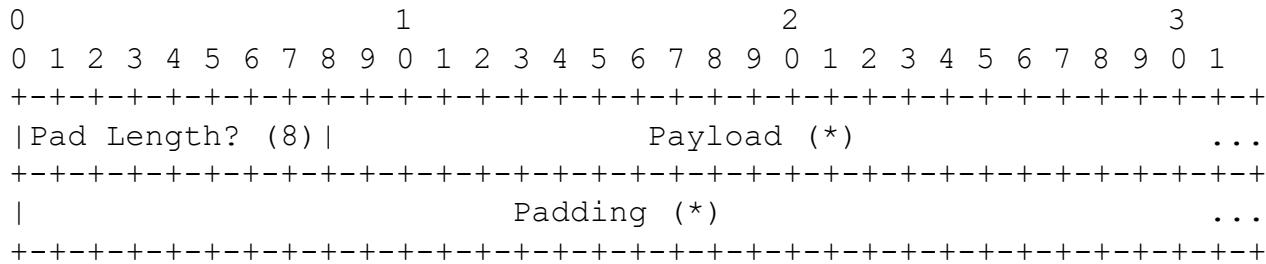 0                   1                   2                   3
0 1 2 3 4 5 6 7 8 9 0 1 2 3 4 5 6 7 8 9 0 1 2 3 4 5 6 7 8 9 0 1
+-+-+-+-+-+-+-+-+-+-+-+-+-+-+-+-+-+-+-+-+-+-+-+-+-+-+-+-+-+-+-+-+
|Pad Length? (8)|                Payload (*)                  ...
+-+-+-+-+-+-+-+-+-+-+-+-+-+-+-+-+-+-+-+-+-+-+-+-+-+-+-+-+-+-+-+-+
|                         Padding (*)                         ...
+-+-+-+-+-+-+-+-+-+-+-+-+-+-+-+-+-+-+-+-+-+-+-+-+-+-+-+-+-+-+-+-+